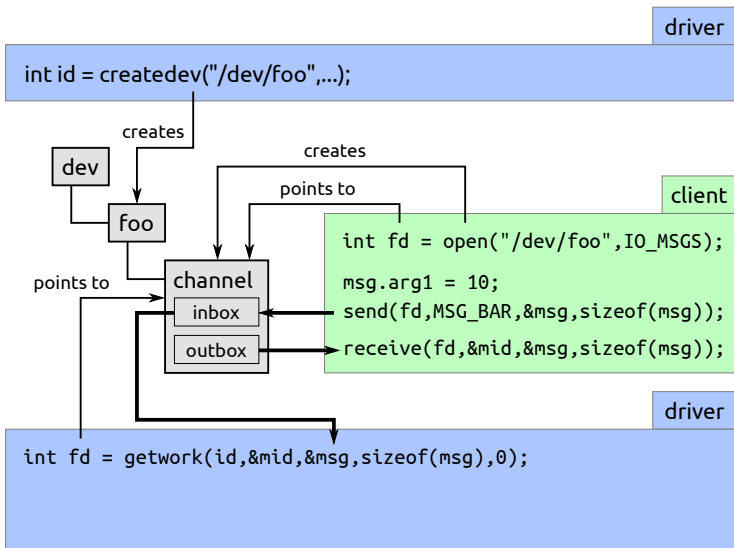 driver
int id = createdev("/dev/foo",...);
creates
dev
foo
creates
points to
client
int fd = open("/dev/foo",IO_MSGS);
msg.arg1 = 10;
send(fd,MSG_BAR,&msg,sizeof(msg));
receive(fd,&mid,&msg,sizeof(msg));
points to
channel
inbox
outbox
driver
int fd = getwork(id,&mid,&msg,sizeof(msg),0);